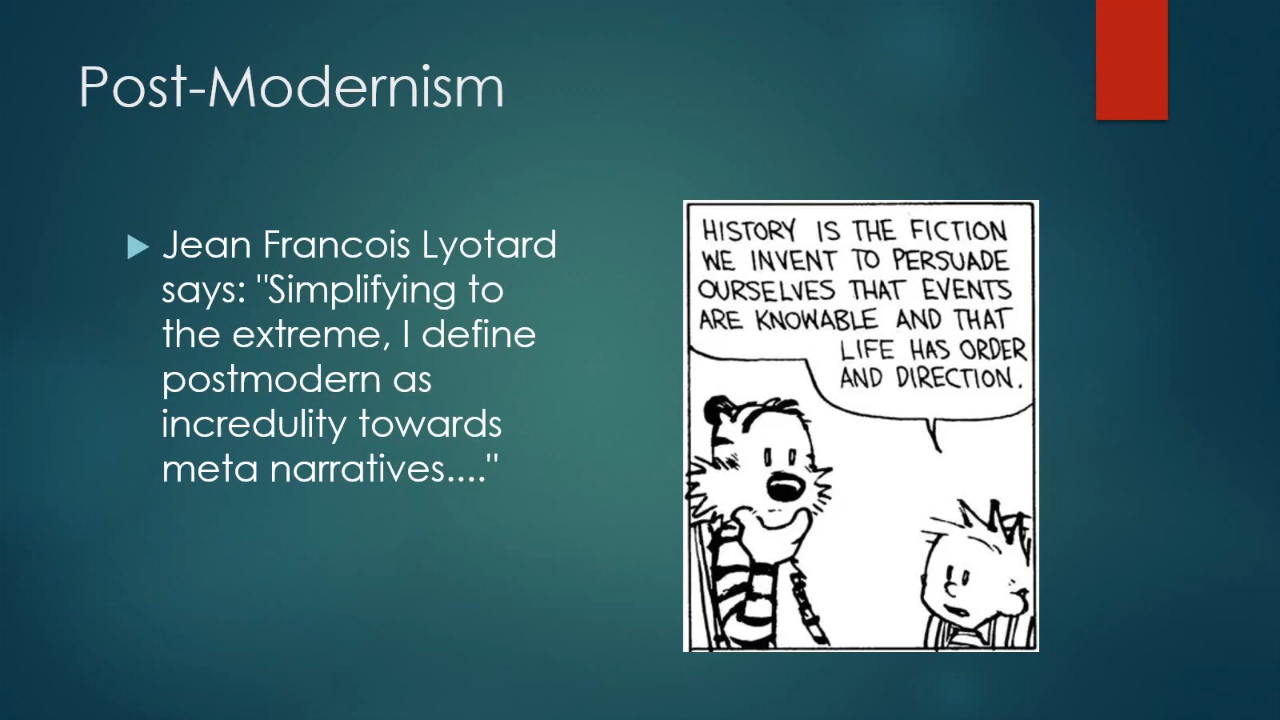 Post-Modernism
Jean Francois Lyotard
says: "Simplifying to
the extreme, I define
postmodern as
incredulity towards
meta narratives...."
HISTORY IS THE FICTION
WE INVENT TO PERSUADE
OURSELVES THAT EVENTS
ARE KNOWABLE AND THAT
LIFE HAS ORDER
AND DIRECTION.